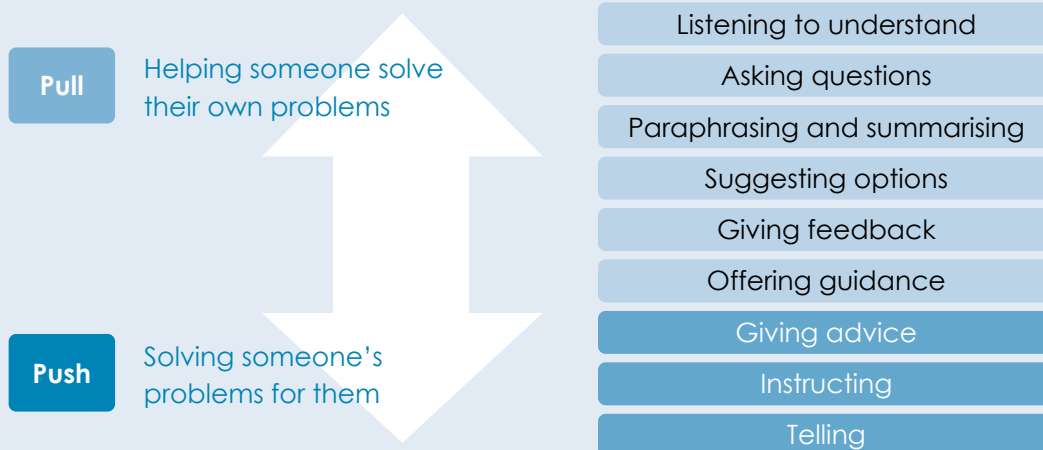 Pull
Helping someone solve
their own problems
Push
Solving someone's
problems for them
Listening to understand
Asking questions
Paraphrasing and summarising
Suggesting options
Giving feedback
Offering guidance
Giving advice
Instructing
Telling